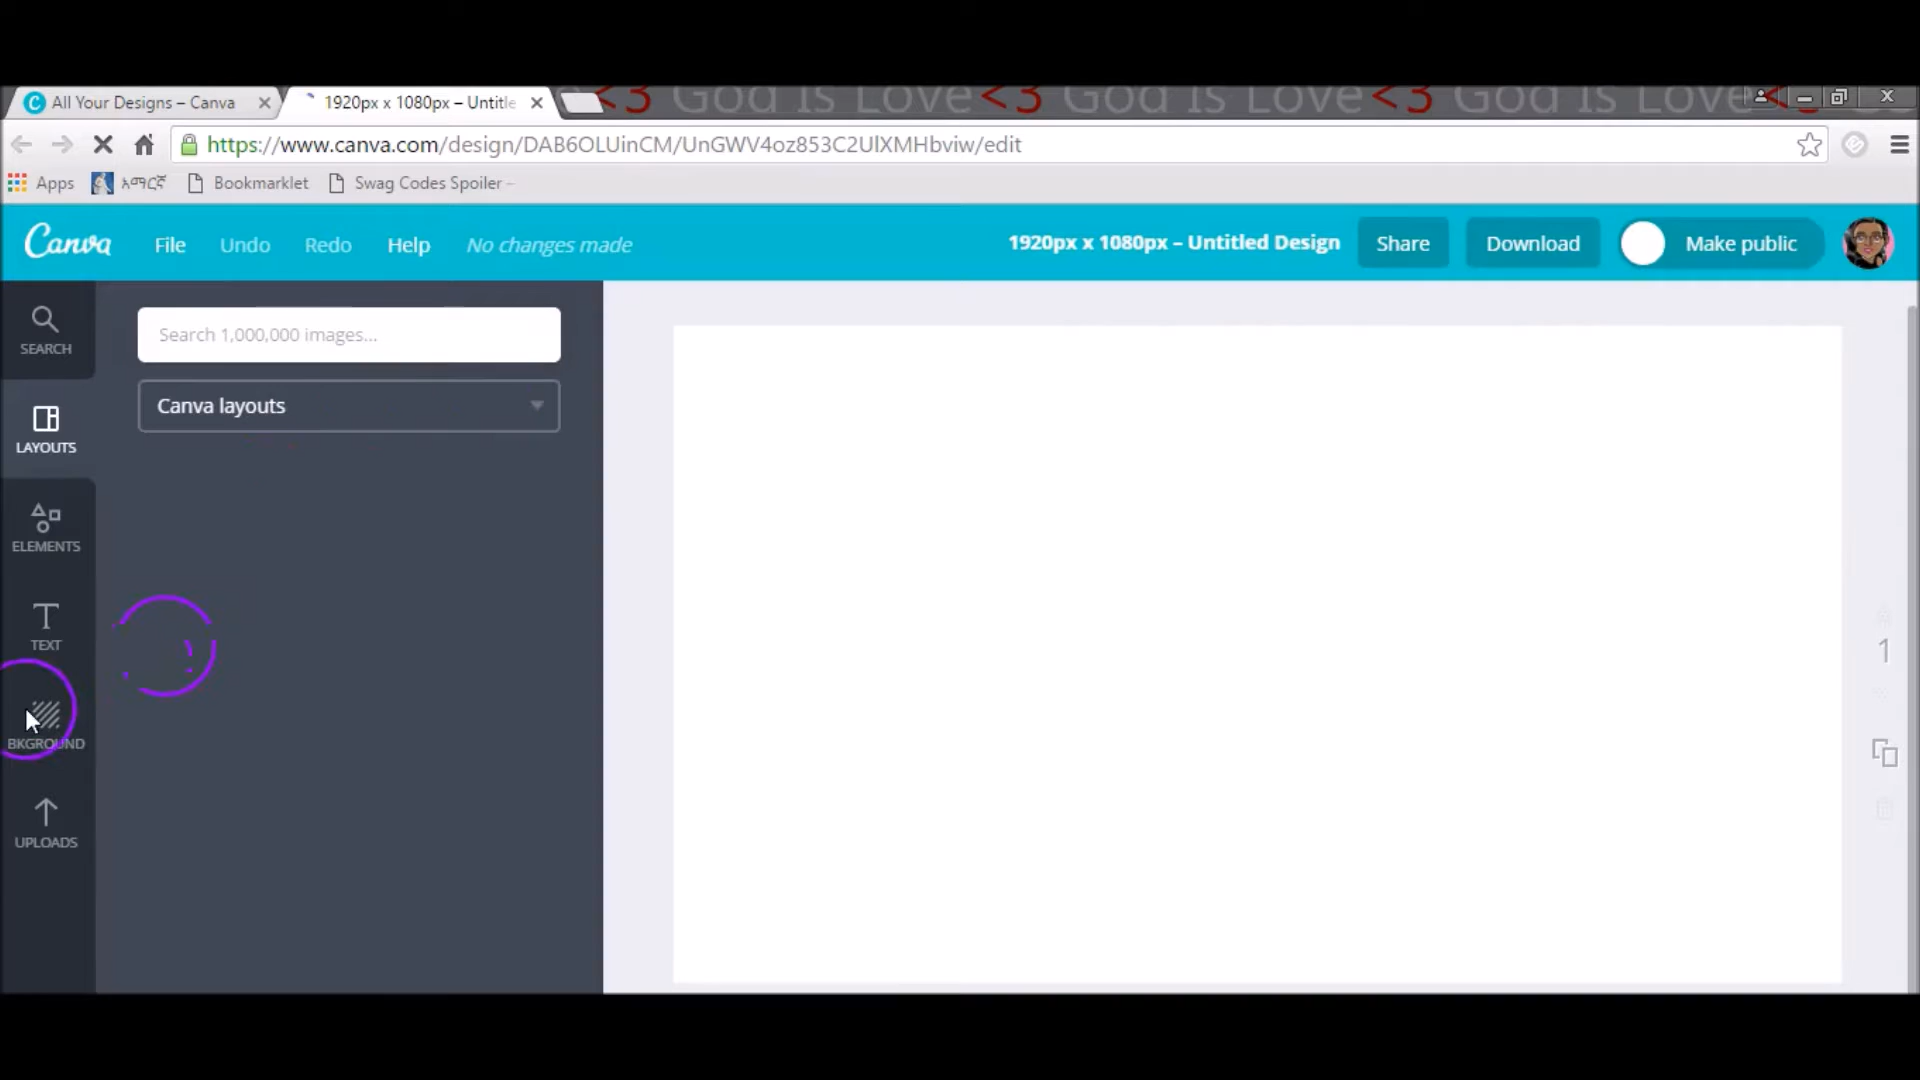 <3 God Is Love <3 God Is Love <3 God Is Love <3
All Your Designs – Canva
1920px x 1080px – Untitle
https://www.canva.com/design/DAB6OLUinCM/UnGWV4oz853C2UlXMHbviw/edit
Apps አማርኛ Bookmarklet Swag Codes Spoiler -
Canva File Undo Redo Help No changes made 1920px x 1080px – Untitled Design Share Download Make public
SEARCH
Search 1,000,000 images...
Canva layouts
LAYOUTS
ELEMENTS
TEXT
1
BKGROUND
UPLOADS